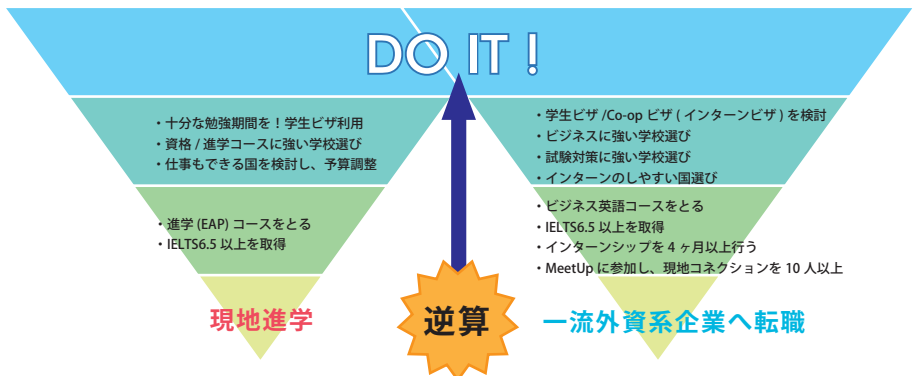 DO IT !
・十分な勉強期間を！学生ビザ利用
・資格 / 進学コースに強い学校選び
・仕事もできる国を検討し、予算調整
・学生ビザ /Co-op ビザ ( インターンビザ ) を検討
・ビジネスに強い学校選び
・試験対策に強い学校選び
・インターンのしやすい国選び
・進学 (EAP) コースをとる
・IELTS6.5 以上を取得
・ビジネス英語コースをとる
・IELTS6.5 以上を取得
・インターンシップを 4 ヶ月以上行う
・MeetUp に参加し、現地コネクションを 10 人以上
現地進学
逆算
一流外資系企業へ転職